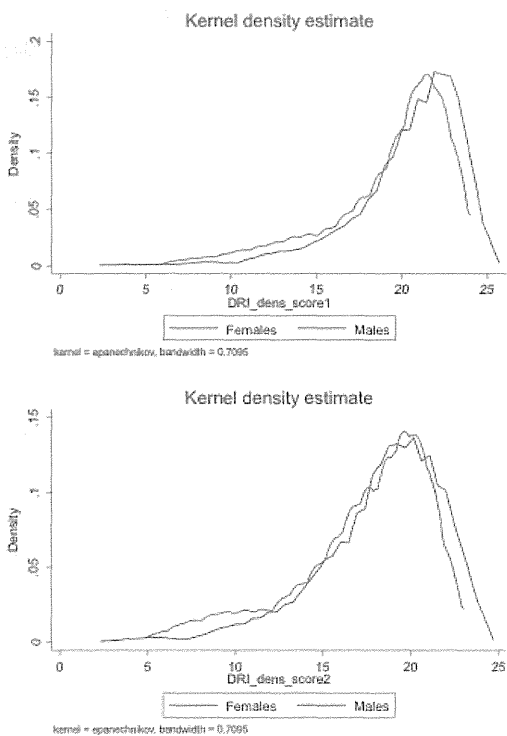 Kernel density estimate
.2
.15
.1
.05
0
Density
0 5 10 15 20 25
DRI_dens_score1
Females Males
kernel = epanechnikov, bandwidth = 0.7095
Kernel density estimate
.15
.1
.05
0
Density
0 5 10 15 20 25
DRI_dens_score2
Females Males
kernel = epanechnikov, bandwidth = 0.7095